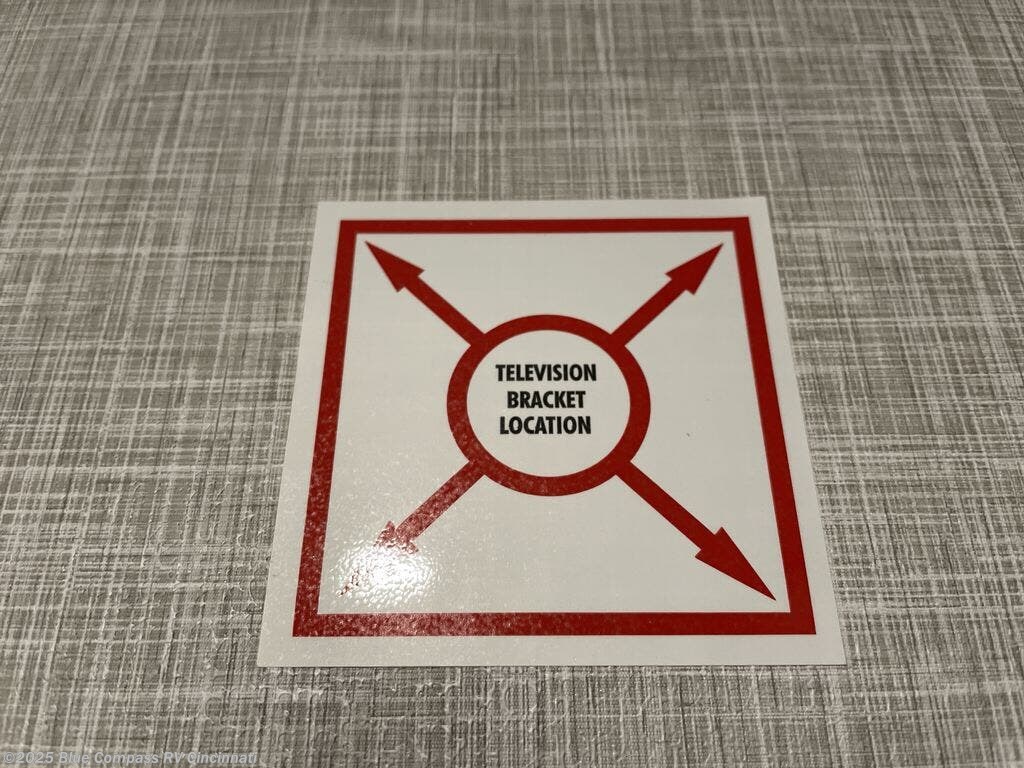 TELEVISION
BRACKET
LOCATION
©2025 Blue Compass RV Cincinnati